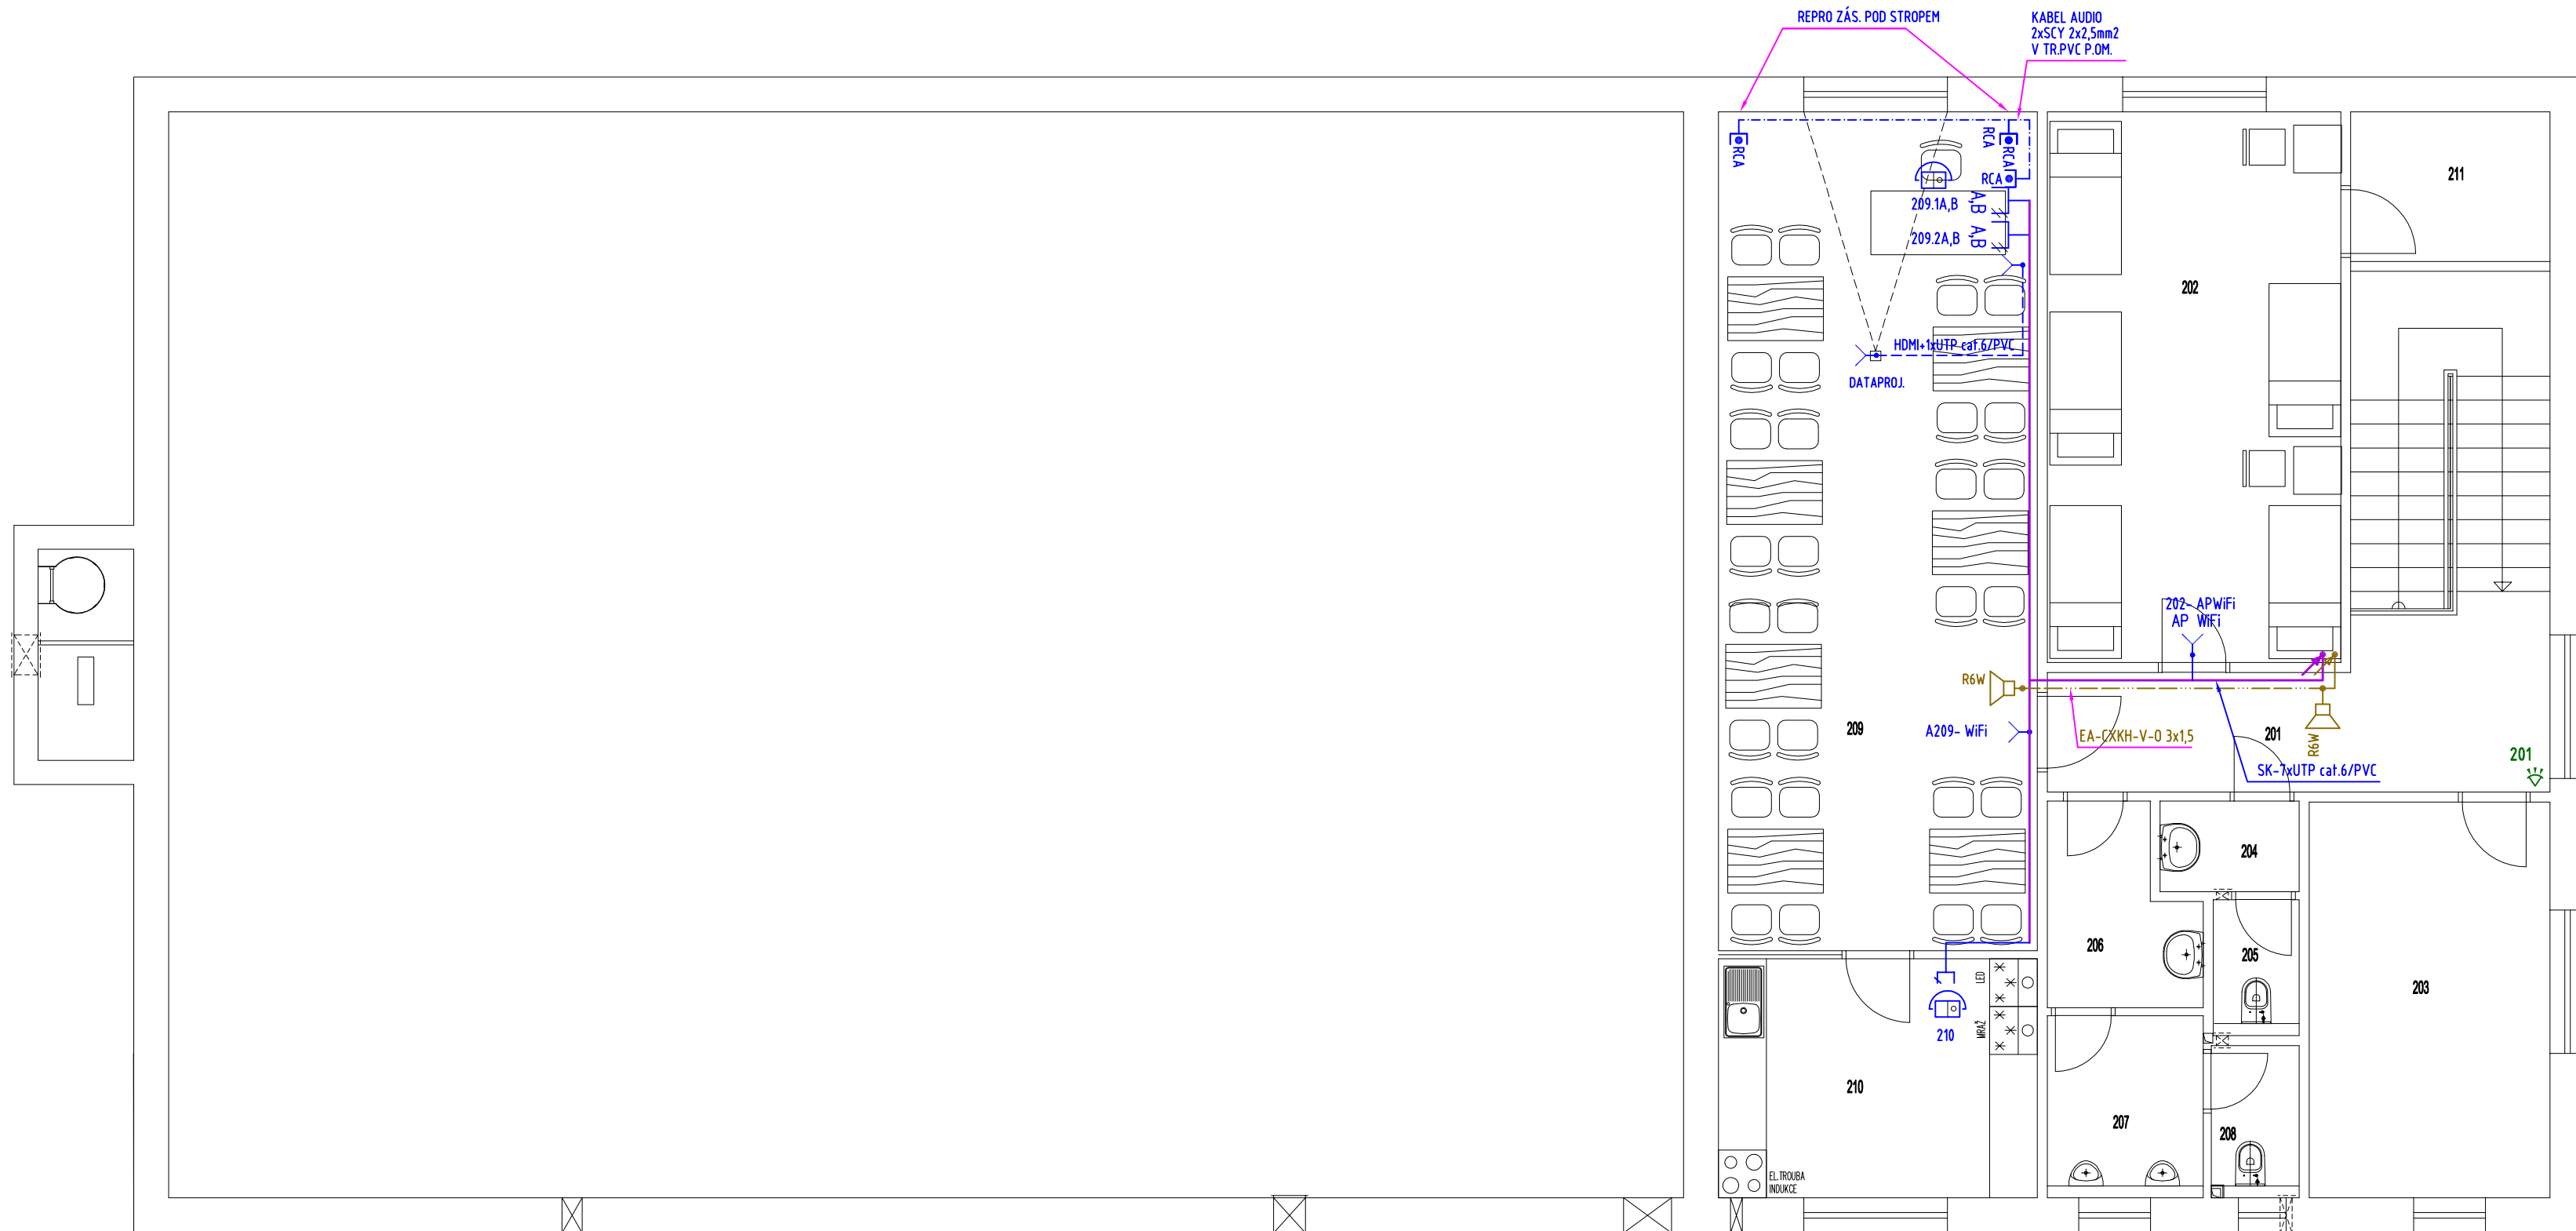 REPRO ZÁS. POD STROPEM
KABEL AUDIO
2xSCY 2x2,5mm2
V TR.PVC P.OM.
RCA
RCA
RCA
RCA
209.1A,B
A,B
209.2A,B
A,B
HDMI+1xUTP cat.6/PVC
DATAPROJ.
202
211
202- APWiFi
AP WiFi
R6W
209
A209- WiFi
EA-CXKH-V-O 3x1,5
R6W
201
SK-7xUTP cat.6/PVC
201
204
206
205
203
LED
MRAŽ
210
210
207
208
EL.TROUBA
INDUKCE